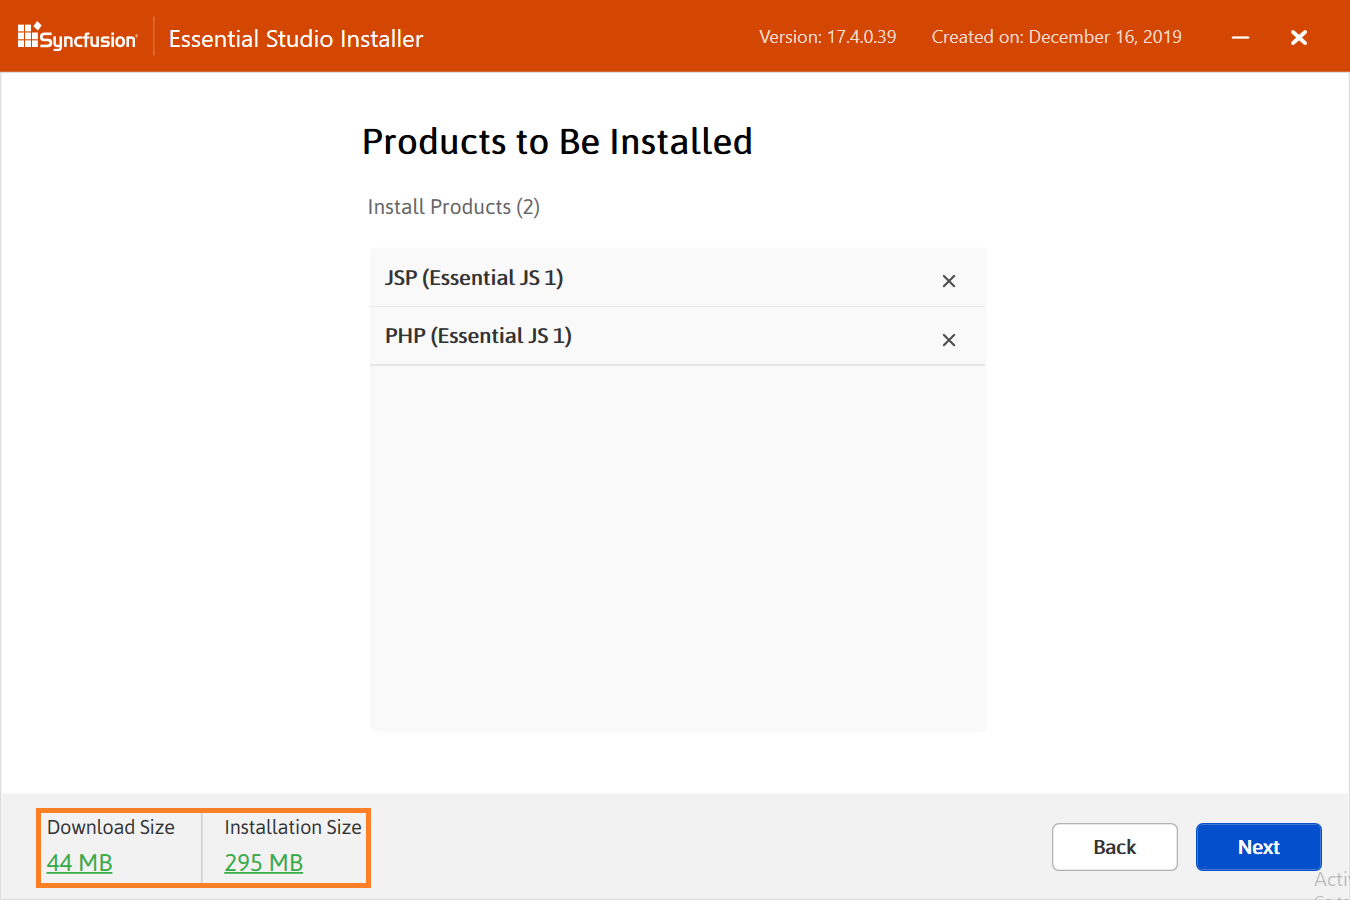 Syncfusion Essential Studio Installer Version: 17.4.0.39 Created on: December 16, 2019
Products to Be Installed
Install Products (2)
JSP (Essential JS 1)
PHP (Essential JS 1)
Download Size Installation Size
44 MB 295 MB
Back Next